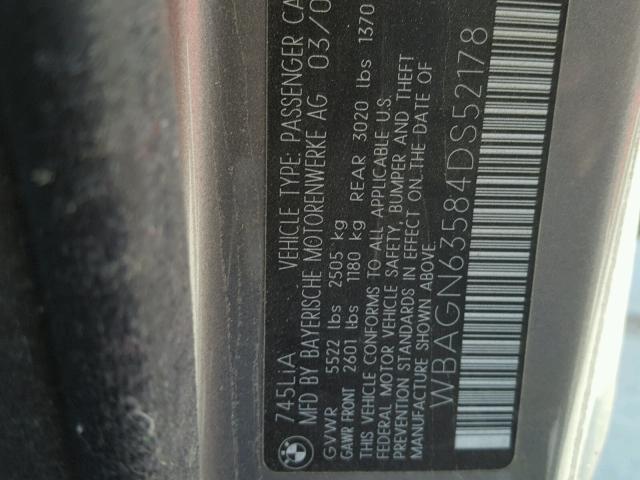 745LiA VEHICLE TYPE: PASSENGER CA
MFD BY BAYERISCHE MOTORENWERKE AG 03/0
GVWR 5522 lbs 2505 kg
GAWR FRONT 2601 lbs 1180 kg REAR 3020 lbs 1370
THIS VEHICLE CONFORMS TO ALL APPLICABLE U.S.
FEDERAL MOTOR VEHICLE SAFETY, BUMPER AND THEFT
PREVENTION STANDARDS IN EFFECT ON THE DATE OF
MANUFACTURE SHOWN ABOVE.
WBAGN63584DS52178